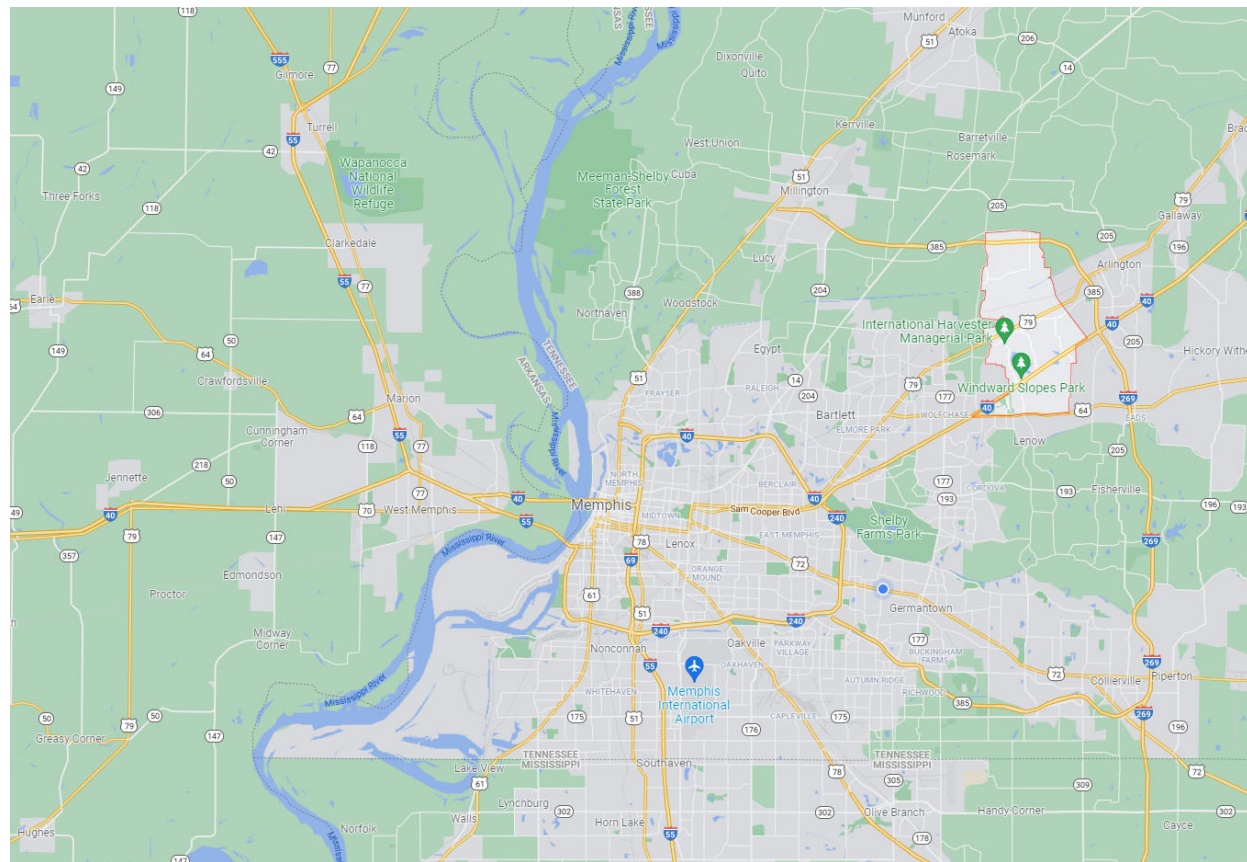 118
Munford
Atoka
206
51
Dixonville
Quito
14
555
77
Gilmore
149
Turrell
55
42
Kerrville
Barretville
Rosemark
West Union
Cuba
51
Millington
Mississippi River
ARKANSAS
Wapanocca
National
Wildlife
Refuge
Meeman-Shelby
Forest
State Park
42
Three Forks
118
205
79
Gallaway
196
Clarkedale
55
77
Lucy
385
205
Arlington
385
40
Earle
388
Woodstock
204
Northaven
International Harvester
Managerial Park
79
40
205
149
50
64
Crawfordsville
TENNESSEE
ARKANSAS
Egypt
Windward Slopes Park
Hickory Withe
Marion
51
FRAYSER
RALEIGH
14
204
79
177
40
64
269
EADS
306
64
Bartlett
WOLFCHASE
ELMORE PARK
Lenow
Cunningham
Corner
118
55
77
Mississippi River
40
205
218
Jennette
50
77
NORTH
MEMPHIS
BERCLAIR
177
193
CORDOVA
193
Fisherville
196
193
40
Lehi
70
West Memphis
40
55
Memphis
MIDTOWN
Sam Cooper Blvd
40
240
Shelby
Farms Park
79
147
357
Mississippi River
78
Lenox
EAST MEMPHIS
72
269
69
Edmondson
ORANGE
MOUND
Proctor
61
51
Germantown
Midway
Corner
240
240
Nonconnah
Oakville
PARKWAY
VILLAGE
177
BUCKINGHAM
FARMS
55
OAKHAVEN
72
269
Collierville
Piperton
Mississippi River
WHITEHAVEN
Memphis
International
Airport
AUTUMN RIDGE
RICHWOOD
385
50
50
79
175
51
CAPLEVILLE
175
176
269
196
Greasy Corner
147
TENNESSEE
MISSISSIPPI
TENNESSEE
MISSISSIPPI
Lake View
61
Southaven
78
305
72
309
Lynchburg
302
302
302
Handy Corner
Walls
Horn Lake
55
Olive Branch
178
Hughes
Norfolk
Cayce
147